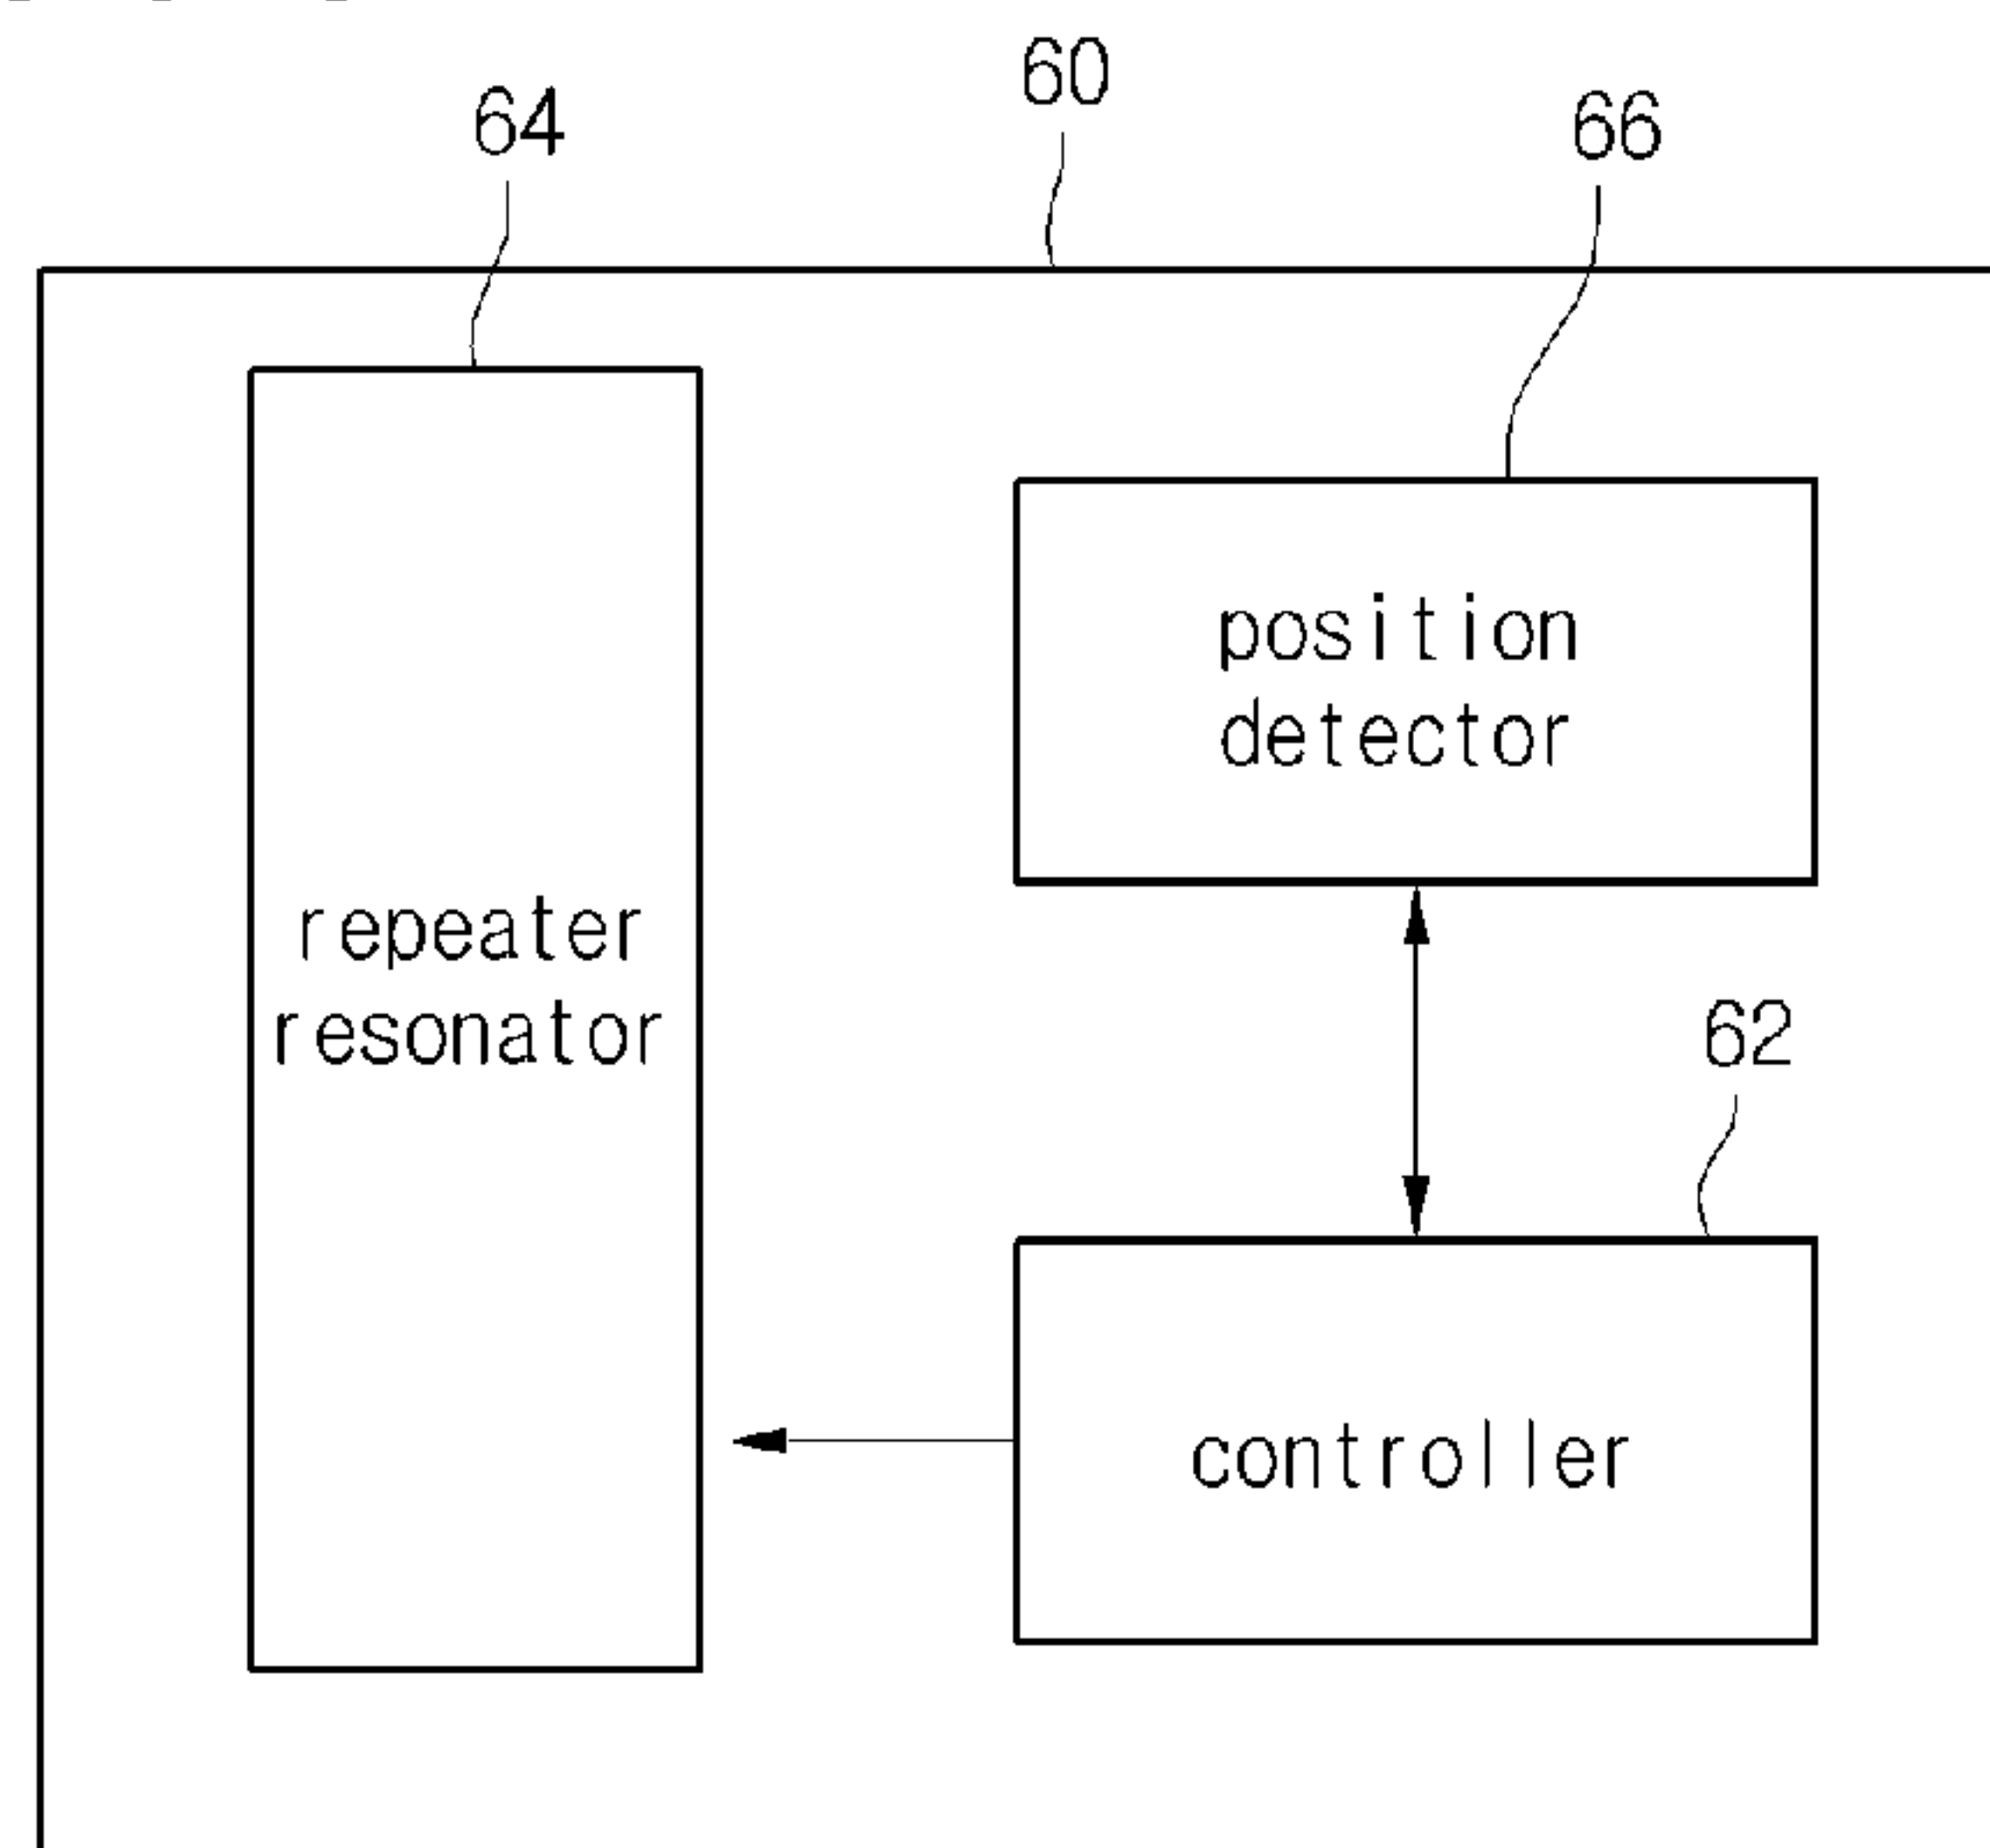 60
64
66
position
detector
repeater
resonator
62
controller